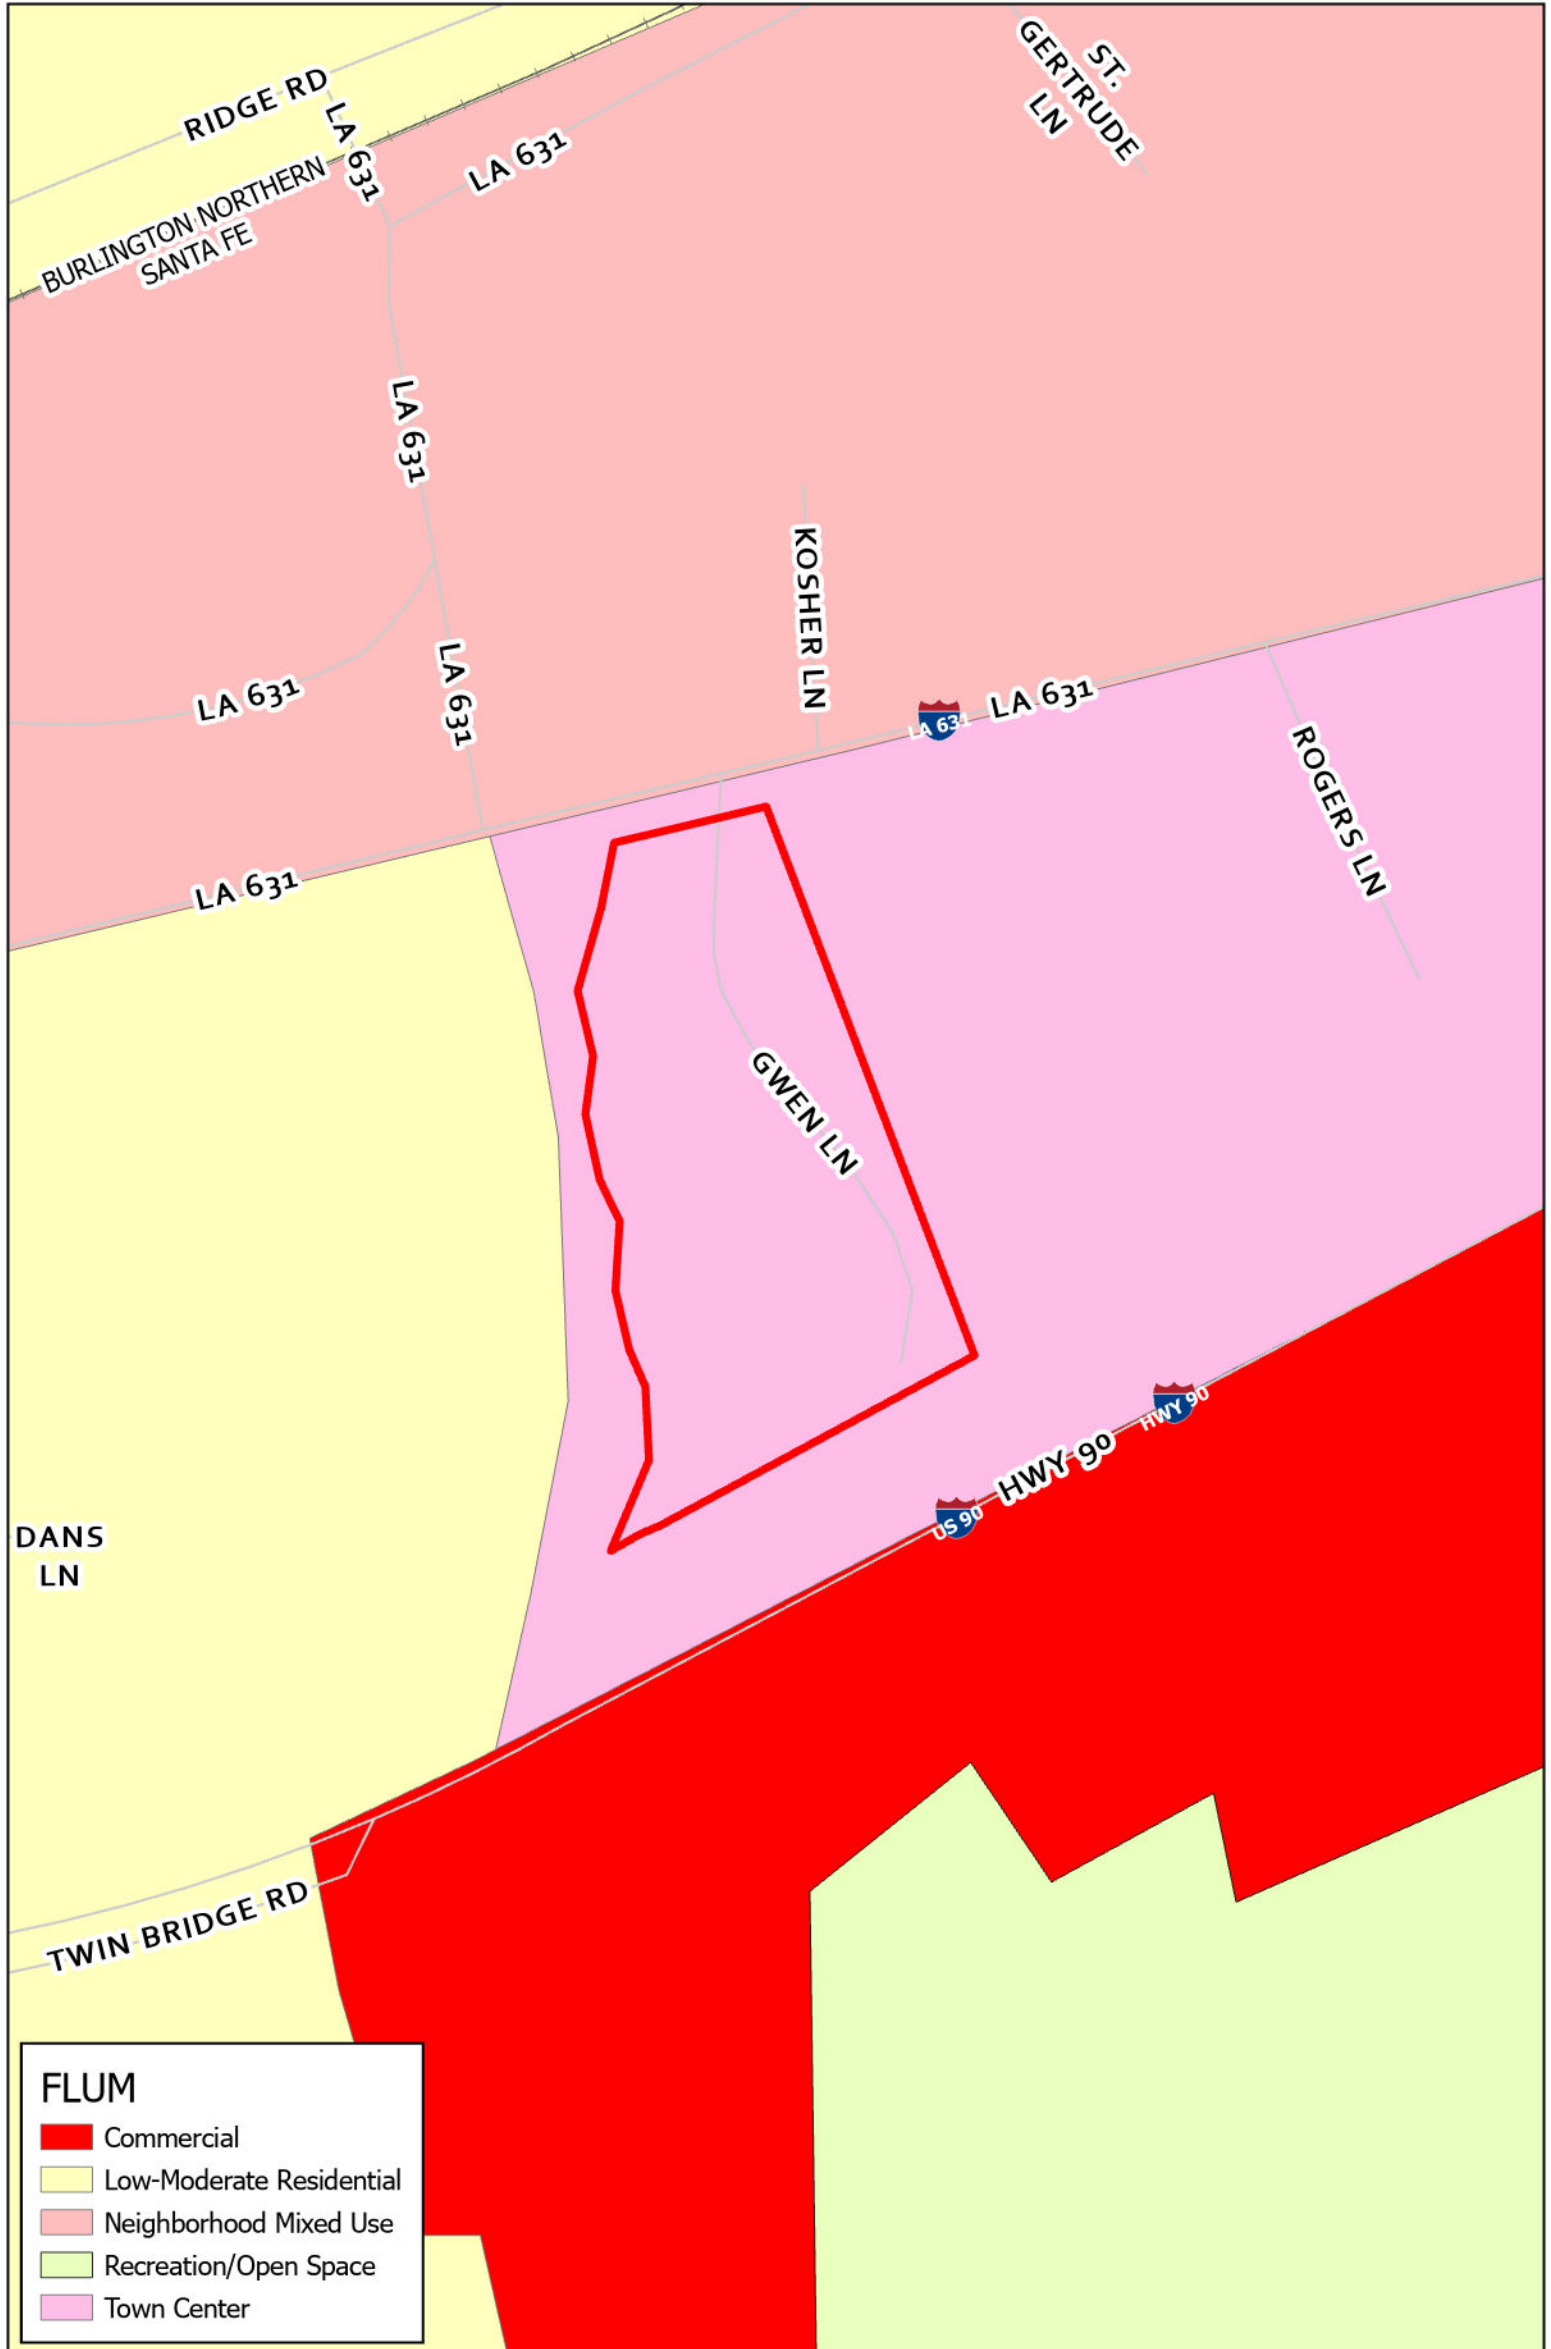 ST.
GERTRUDE
LN
RIDGE RD
LA 631
LA 631
BURLINGTON NORTHERN
SANTA FE
LA 631
KOSHER LN
LA 631
LA 631
LA 631
LA 631
ROGERS LN
LA 631
GWEN LN
HWY 90
HWY 90
US 90
DANS
LN
TWIN BRIDGE RD
FLUM
Commercial
Low-Moderate Residential
Neighborhood Mixed Use
Recreation/Open Space
Town Center